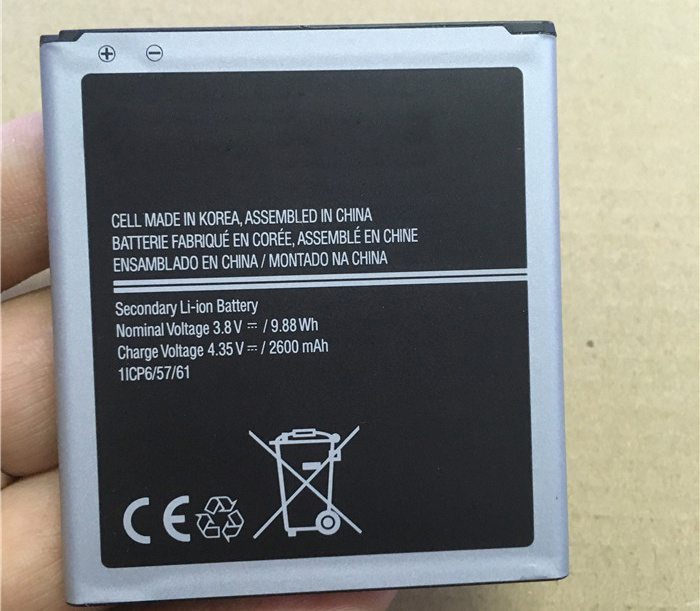 CELL MADE IN KOREA, ASSEMBLED IN CHINA
BATTERIE FABRIQUÉ EN CORÉE, ASSEMBLÉ EN CHINE
ENSAMBLADO EN CHINA / MONTADO NA CHINA
Secondary Li-ion Battery
Nominal Voltage 3.8 V ⎓ / 9.88 Wh
Charge Voltage 4.35 V ⎓ / 2600 mAh
1ICP6/57/61
CE